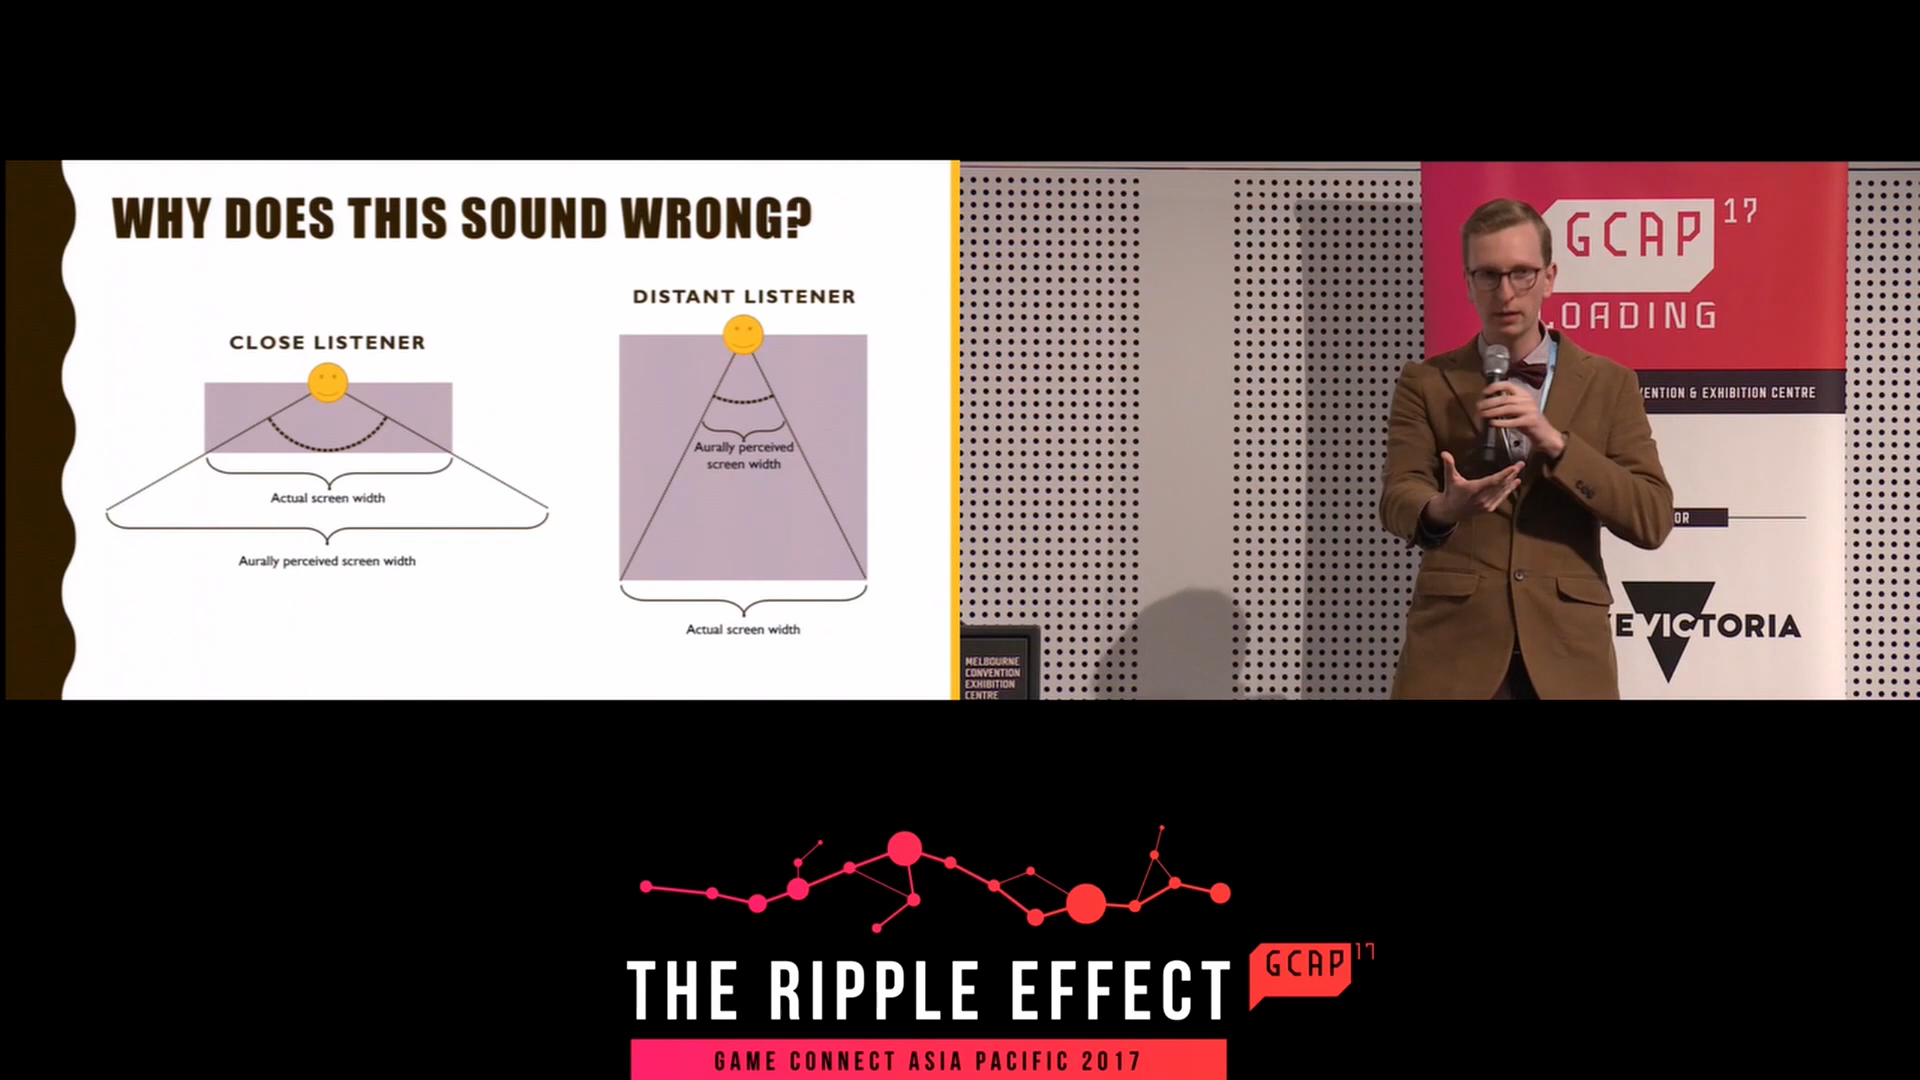 WHY DOES THIS SOUND WRONG?
CLOSE LISTENER
Actual screen width
Aurally perceived screen width
DISTANT LISTENER
Aurally perceived
screen width
Actual screen width
GCAP 17
LOADING
VENTION & EXHIBITION CENTRE
OR
EVICTORIA
MELBOURNE
CONVENTION
EXHIBITION
CENTRE
THE RIPPLE EFFECT
GCAP 17
GAME CONNECT ASIA PACIFIC 2017